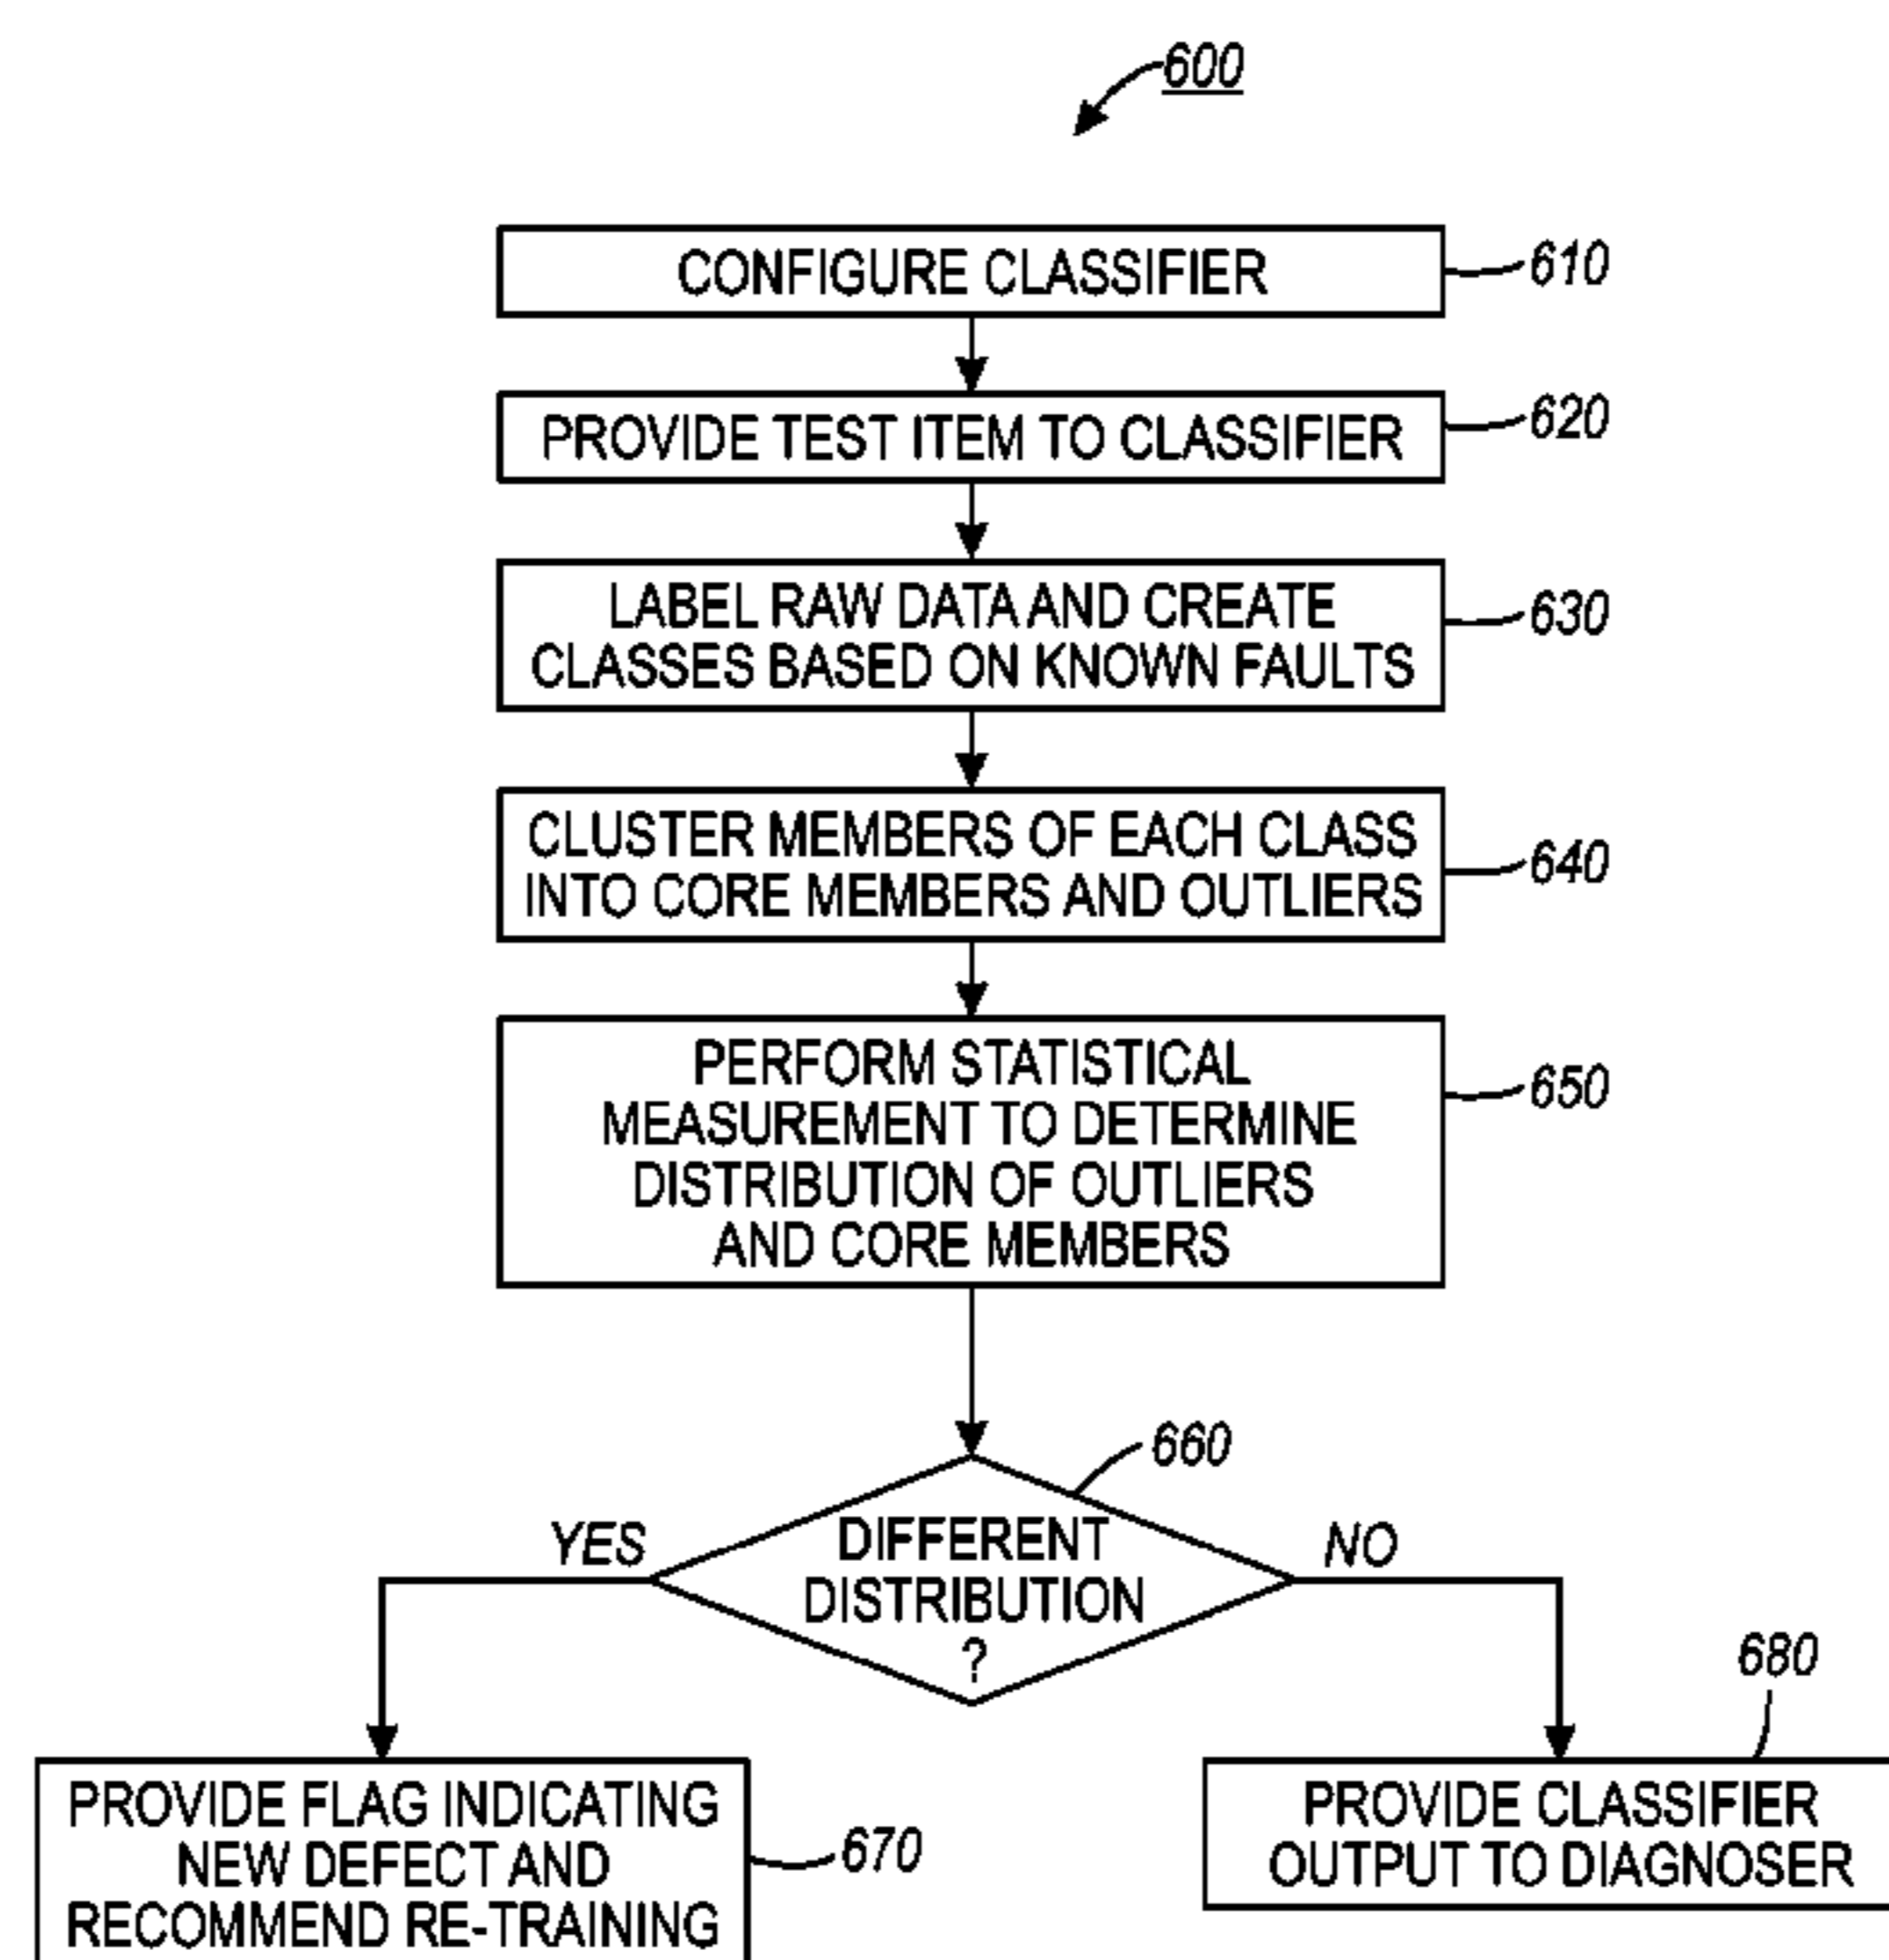 600
CONFIGURE CLASSIFIER
610
PROVIDE TEST ITEM TO CLASSIFIER
620
LABEL RAW DATA AND CREATE
CLASSES BASED ON KNOWN FAULTS
630
CLUSTER MEMBERS OF EACH CLASS
INTO CORE MEMBERS AND OUTLIERS
640
PERFORM STATISTICAL
MEASUREMENT TO DETERMINE
DISTRIBUTION OF OUTLIERS
AND CORE MEMBERS
650
660
YES
DIFFERENT
DISTRIBUTION
?
NO
PROVIDE FLAG INDICATING
NEW DEFECT AND
RECOMMEND RE-TRAINING
670
680
PROVIDE CLASSIFIER
OUTPUT TO DIAGNOSER